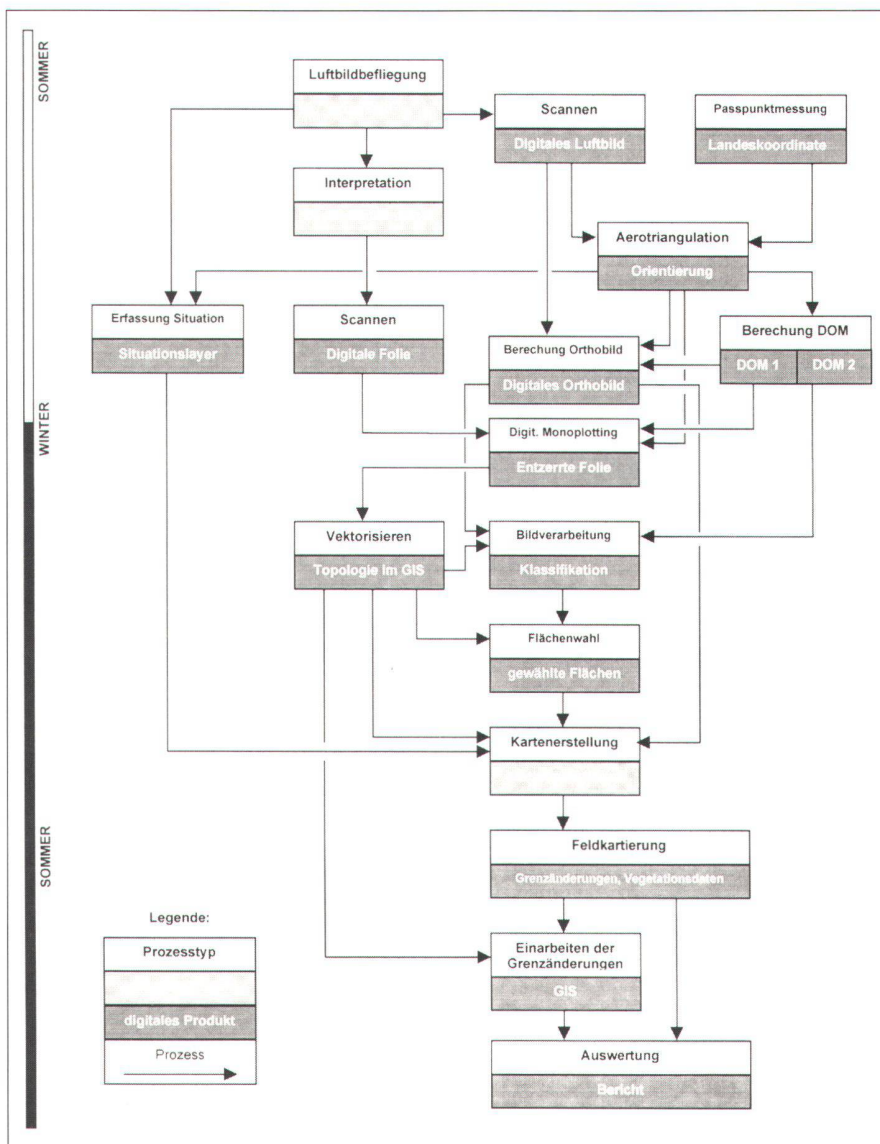 SOMMER
WINTER
SOMMER
Luftbildbefliegung
Scannen
Digitales Luftbild
Passpunktmessung
Landeskoordinate
Interpretation
Aerotriangulation
Orientierung
Erfassung Situation
Situationslayer
Scannen
Digitale Folie
Berechung Orthobild
Digitales Orthobild
Berechung DOM
DOM 1
DOM 2
Digit. Monoplotting
Entzerrte Folie
Vektorisieren
Topologie im GIS
Bildverarbeitung
Klassifikation
Flächenwahl
gewählte Flächen
Kartenerstellung
Feldkartierung
Grenzänderungen, Vegetationsdaten
Einarbeiten der
Grenzänderungen
GIS
Auswertung
Bericht
Legende:
Prozesstyp
digitales Produkt
Prozess